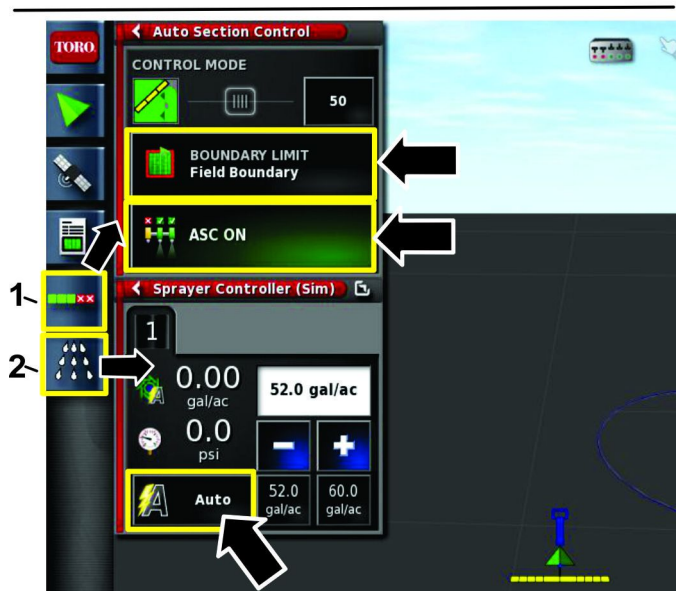 TORO
Auto Section Control
CONTROL MODE
50
BOUNDARY LIMIT
Field Boundary
ASC ON
1
Sprayer Controller (Sim)
1
2
0.00
gal/ac
52.0 gal/ac
0.0
psi
- +
A Auto
52.0
gal/ac
60.0
gal/ac